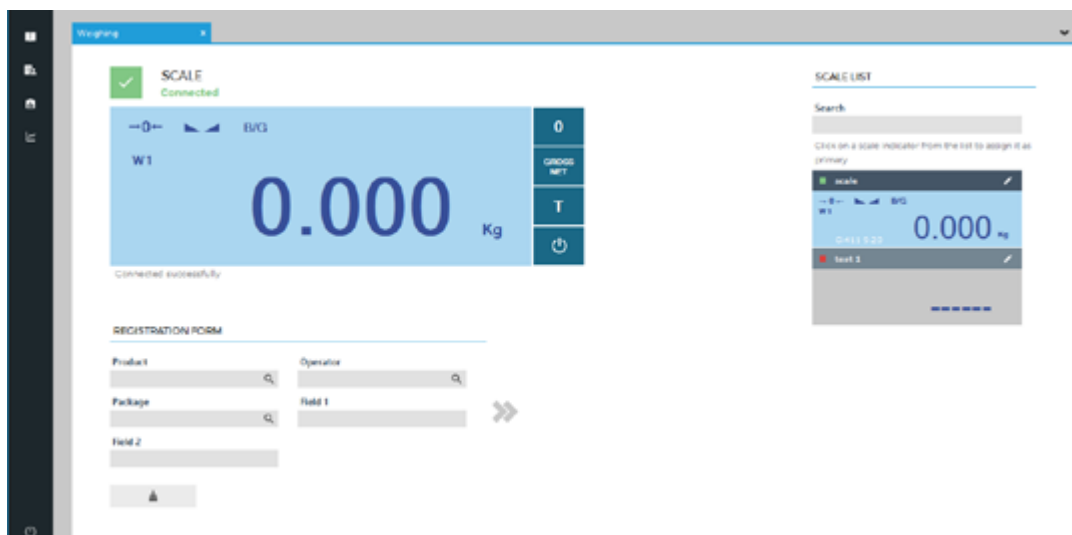 Weighing x
SCALE
Connected
→0← B/G
W1
0.000 Kg
0
GROSS
NET
T
Connected successfully
REGISTRATION FORM
Product
Operator
Package
Field 1
Field 2
SCALE LIST
Search
Click on a scale indicator from the list to assign it as
primary
scale
→0← B/G
W1
0.000 Kg
test 1
------